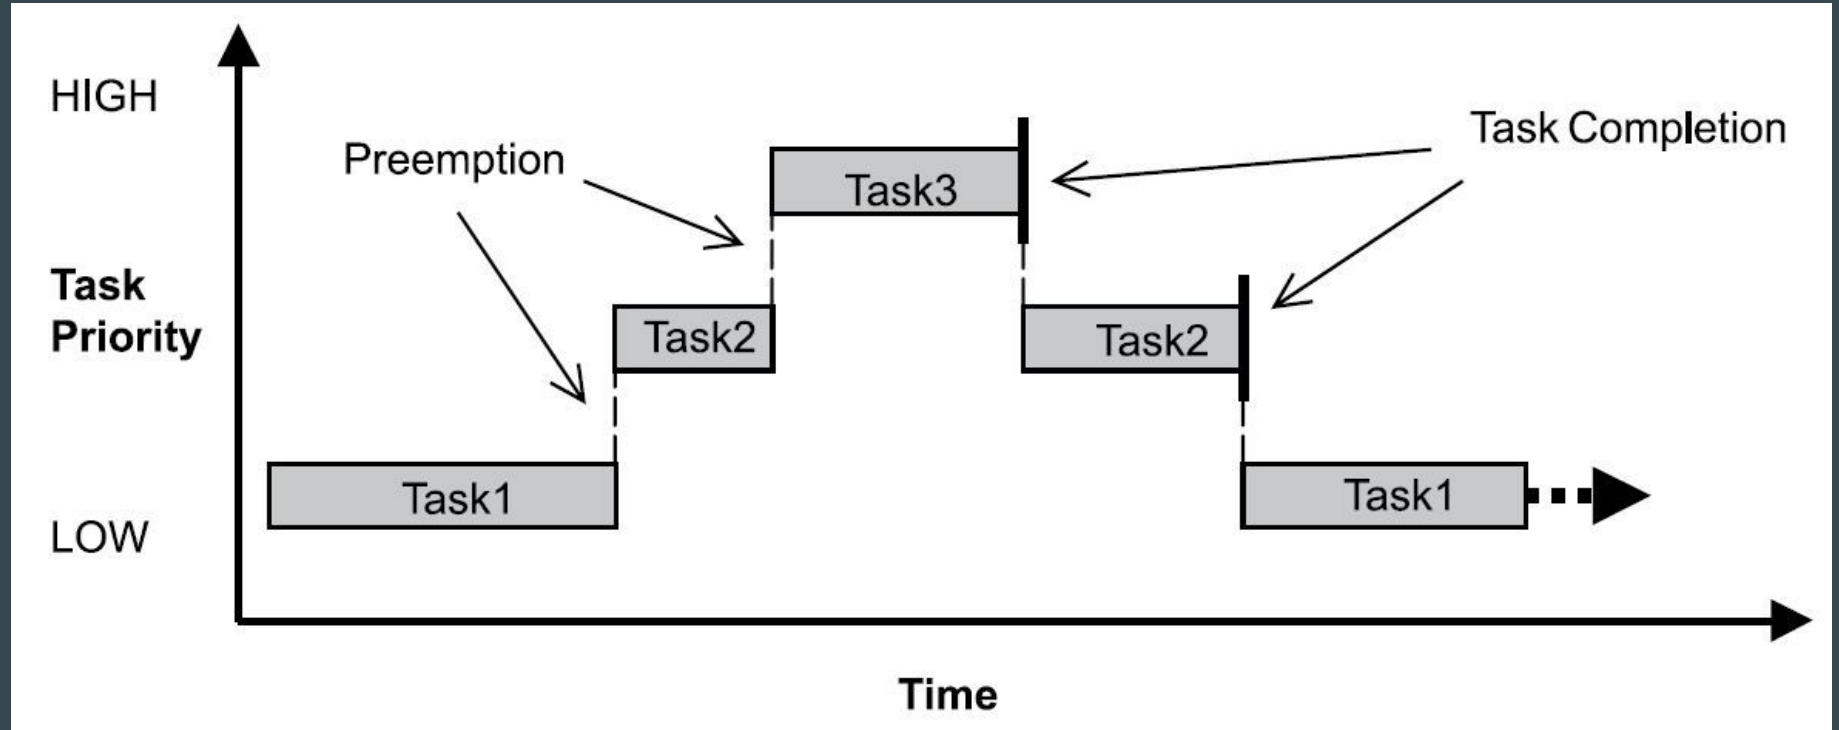 HIGH
Preemption
Task Completion
Task3
Task
Priority
Task2
Task2
Task1
Task1
LOW
Time